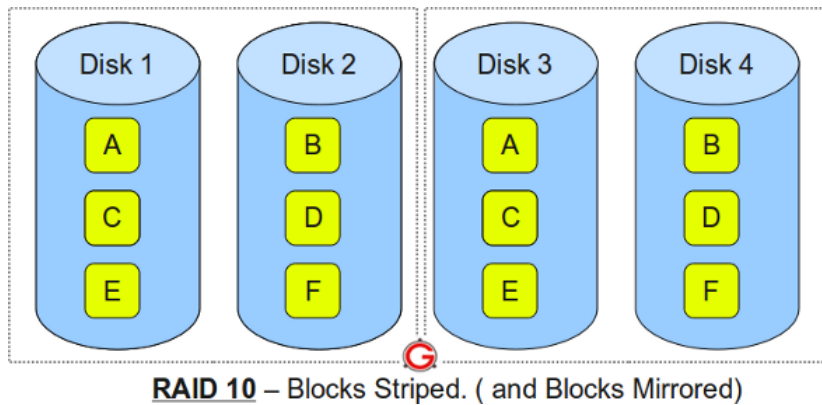 Disk 1 Disk 2 Disk 3 Disk 4
A B A B
C D C D
E F E F
G
RAID 10 – Blocks Striped. ( and Blocks Mirrored)